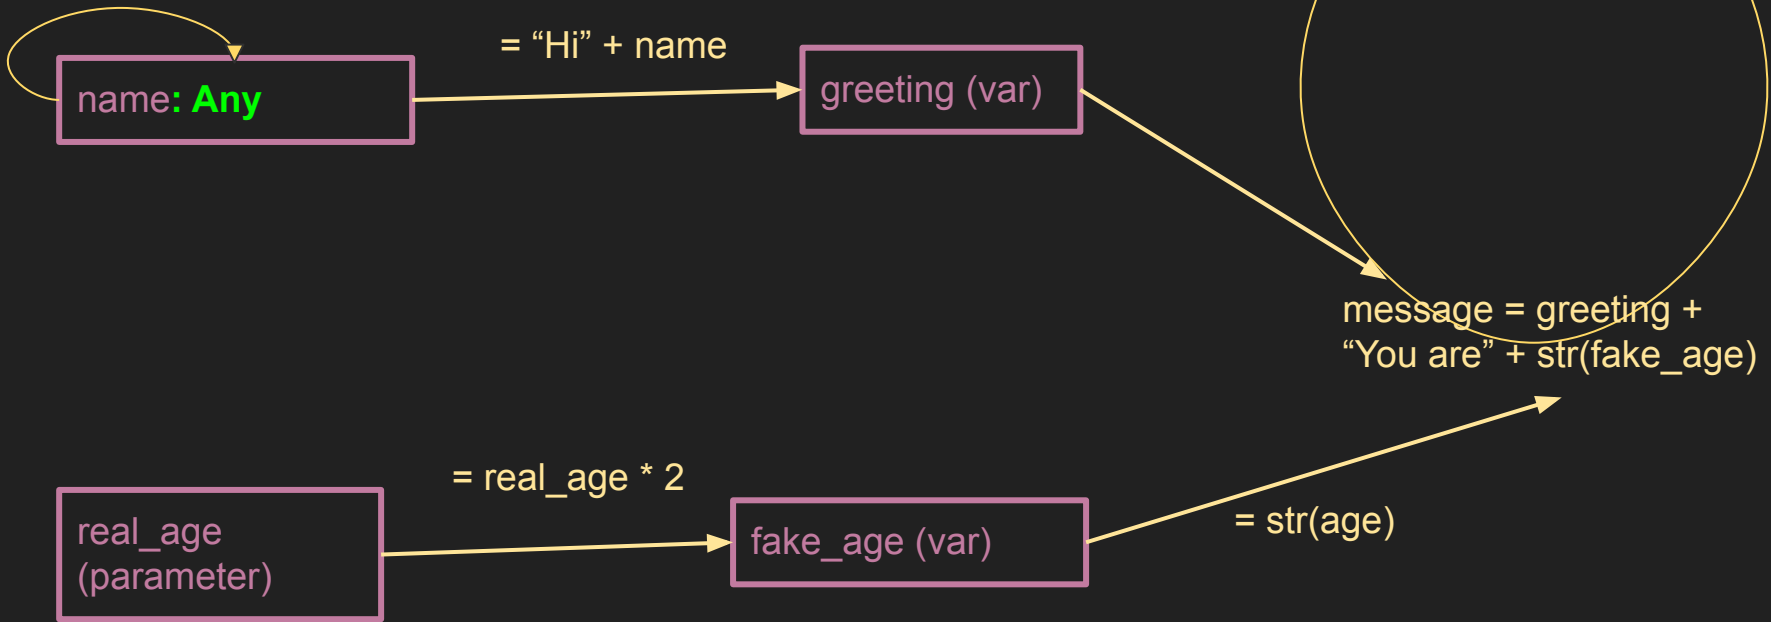 = “Hi” + name
name: Any
greeting (var)
message = greeting +
“You are” + str(fake_age)
= real_age * 2
real_age
(parameter)
fake_age (var)
= str(age)